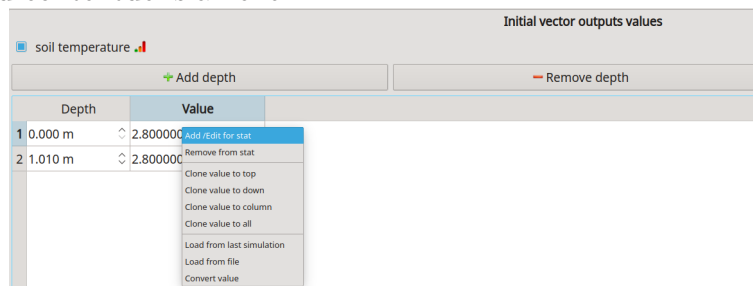 Initial vector outputs values
soil temperature
Add depth
Remove depth
Depth Value
1 0.000 m 2.800000
2 1.010 m 2.800000
Add /Edit for stat
Remove from stat
Clone value to top
Clone value to down
Clone value to column
Clone value to all
Load from last simulation
Load from file
Convert value